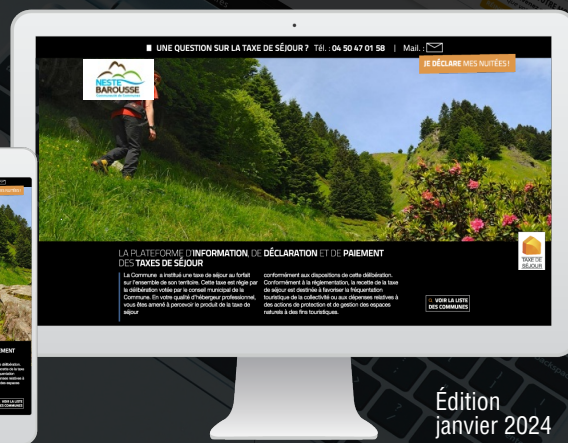 UNE QUESTION SUR LA TAXE DE SÉJOUR ? Tél. : 04 50 47 01 58 | Mail. :
JE DÉCLARE MES NUITÉES !
NESTE
BAROUSSE
LA PLATEFORME D'INFORMATION, DE DÉCLARATION ET DE PAIEMENT
DES TAXES DE SÉJOUR
La Commune a institué une taxe de séjour au forfait
sur l'ensemble de son territoire. Cette taxe est régie par
la délibération votée par le conseil municipal de la
Commune. En votre qualité d'hébergeur professionnel,
vous êtes amené à percevoir le produit de la taxe de
séjour
conformément aux dispositions de cette délibération.
Conformément à la réglementation, la recette de la taxe
de séjour est destinée à favoriser la fréquentation
touristique de la collectivité ou aux dépenses relatives à
des actions de protection et de gestion des espaces
naturels à des fins touristiques.
TAXE DE
SÉJOUR
VOIR LA LISTE
DES COMMUNES
Édition
janvier 2024